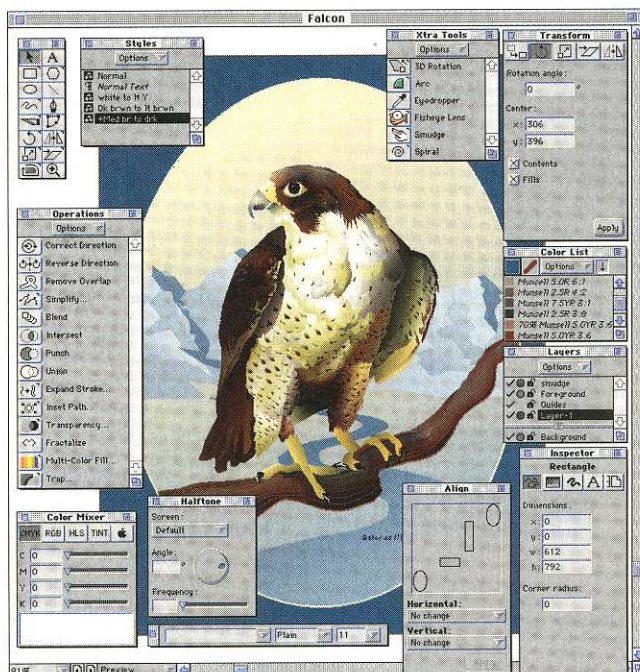 Falcon
Styles
Options
Normal
Normal Text
white to lt Y
Dk brwn to lt brwn
+Med br to drk
Xtra Tools
Options
3D Rotation
Arc
Eyedropper
Fisheye Lens
Smudge
Spiral
Transform
Rotation angle:
0 °
Center:
x: 306
y: 396
Contents
Fills
Apply
Operations
Options
Correct Direction
Reverse Direction
Remove Overlap
Simplify...
Blend
Intersect
Punch
Union
Expand Stroke...
Inset Path...
Transparency...
Fractalize
Multi-Color Fill...
Trap...
Color List
Options
Munsell 5.0R 6:1
Munsell 2.5R 4:2
Munsell 7.5YR 3:1
Munsell 2.5R 3:8
70% Munsell 5.0YR 3:6
Munsell 5.0YR 3:6
Layers
Options
smudge
Foreground
Guides
Layer-1
Background
Inspector
Rectangle
Dimensions:
x: 0
y: 0
w: 612
h: 792
Corner radius:
0
Color Mixer
CMYK RGB HLS TINT
C 0
M 0
Y 0
K 0
Halftone
Screen:
Default
Angle:
°
Frequency:
Align
Horizontal:
No change
Vertical:
No change
Plain 11
91% Preview